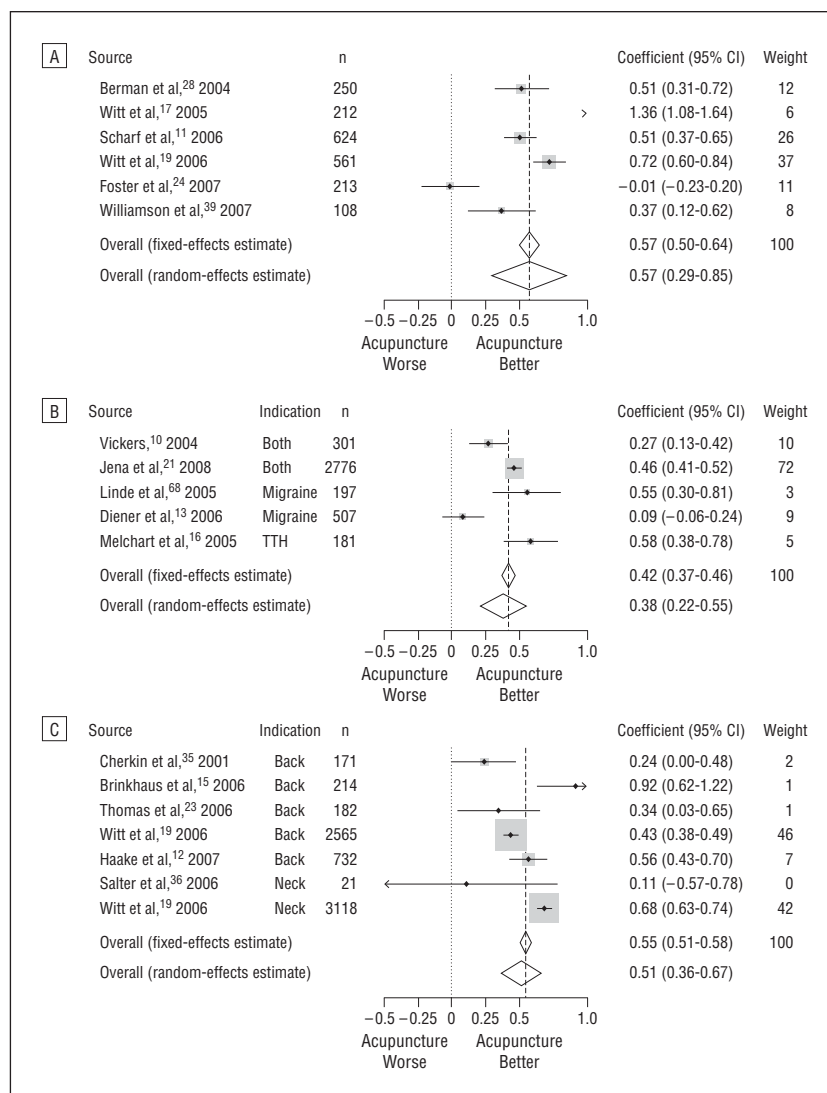 A Source n Coefficient (95% CI) Weight
Berman et al,28 2004 250 0.51 (0.31-0.72) 12
Witt et al,17 2005 212 1.36 (1.08-1.64) 6
Scharf et al,11 2006 624 0.51 (0.37-0.65) 26
Witt et al,19 2006 561 0.72 (0.60-0.84) 37
Foster et al,24 2007 213 −0.01 (−0.23-0.20) 11
Williamson et al,39 2007 108 0.37 (0.12-0.62) 8
Overall (fixed-effects estimate) 0.57 (0.50-0.64) 100
Overall (random-effects estimate) 0.57 (0.29-0.85)
−0.5 −0.25 0 0.25 0.5 1.0
Acupuncture Acupuncture
Worse Better
B Source Indication n Coefficient (95% CI) Weight
Vickers,10 2004 Both 301 0.27 (0.13-0.42) 10
Jena et al,21 2008 Both 2776 0.46 (0.41-0.52) 72
Linde et al,68 2005 Migraine 197 0.55 (0.30-0.81) 3
Diener et al,13 2006 Migraine 507 0.09 (−0.06-0.24) 9
Melchart et al,16 2005 TTH 181 0.58 (0.38-0.78) 5
Overall (fixed-effects estimate) 0.42 (0.37-0.46) 100
Overall (random-effects estimate) 0.38 (0.22-0.55)
−0.5 −0.25 0 0.25 0.5 1.0
Acupuncture Acupuncture
Worse Better
C Source Indication n Coefficient (95% CI) Weight
Cherkin et al,35 2001 Back 171 0.24 (0.00-0.48) 2
Brinkhaus et al,15 2006 Back 214 0.92 (0.62-1.22) 1
Thomas et al,23 2006 Back 182 0.34 (0.03-0.65) 1
Witt et al,19 2006 Back 2565 0.43 (0.38-0.49) 46
Haake et al,12 2007 Back 732 0.56 (0.43-0.70) 7
Salter et al,36 2006 Neck 21 0.11 (−0.57-0.78) 0
Witt et al,19 2006 Neck 3118 0.68 (0.63-0.74) 42
Overall (fixed-effects estimate) 0.55 (0.51-0.58) 100
Overall (random-effects estimate) 0.51 (0.36-0.67)
−0.5 −0.25 0 0.25 0.5 1.0
Acupuncture Acupuncture
Worse Better